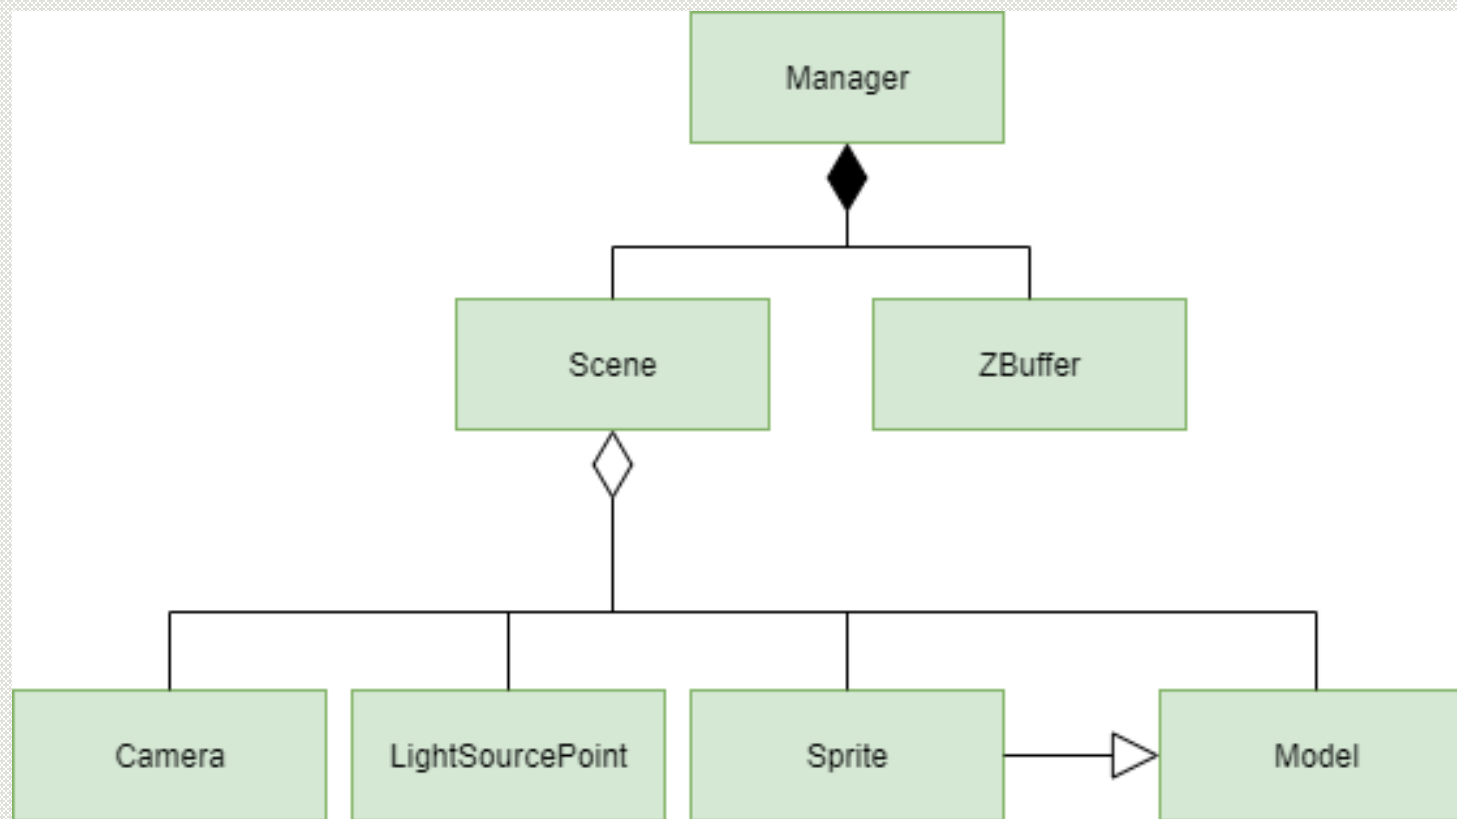 Manager
Scene
ZBuffer
Camera
LightSourcePoint
Sprite
Model